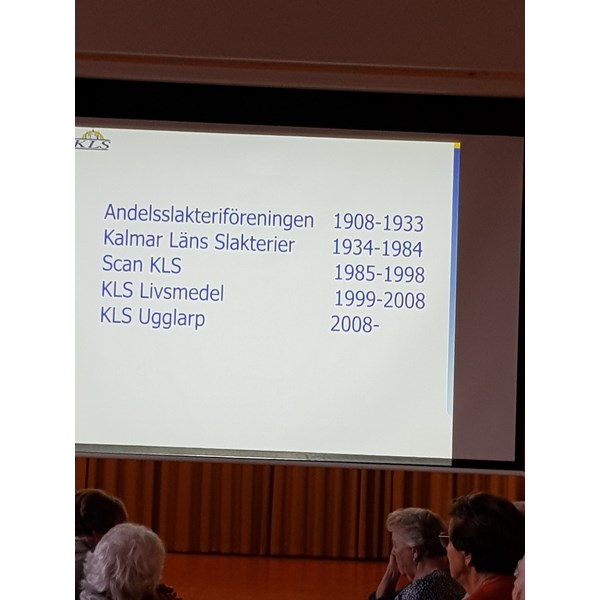 KLS
Andelsslakteriföreningen 1908-1933
Kalmar Läns Slakterier 1934-1984
Scan KLS 1985-1998
KLS Livsmedel 1999-2008
KLS Ugglarp 2008-